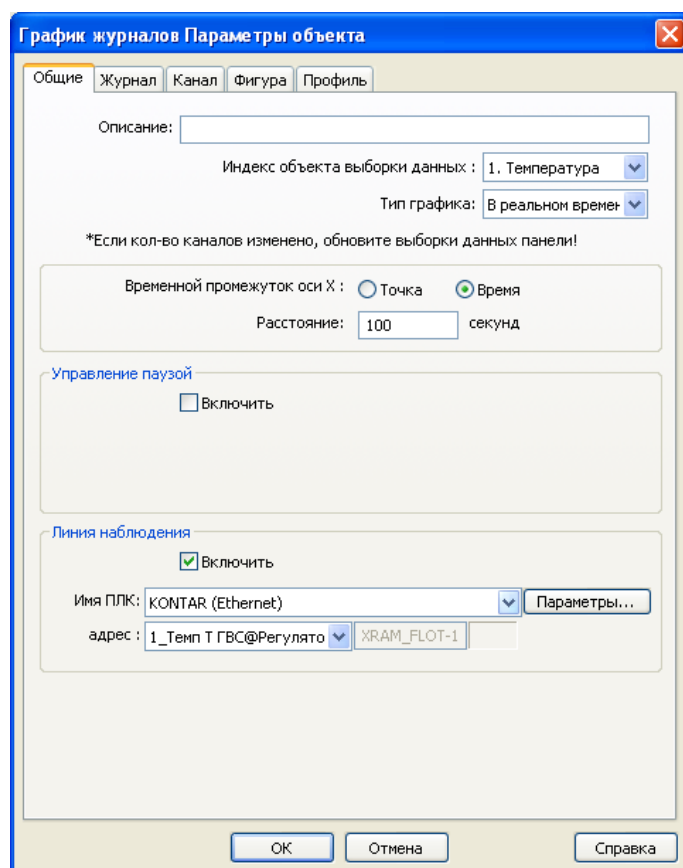 График журналов Параметры объекта
Общие Журнал Канал Фигура Профиль
Описание:
Индекс объекта выборки данных : 1. Температура
Тип графика: В реальном времен
*Если кол-во каналов изменено, обновите выборки данных панели!
Временной промежуток оси X : Точка Время
Расстояние: 100 секунд
Управление паузой
Включить
Линия наблюдения
Включить
Имя ПЛК: KONTAR (Ethernet) Параметры...
адрес : 1_Темп Т ГВС@Регулято XRAM_FLOT-1
ОК Отмена Справка